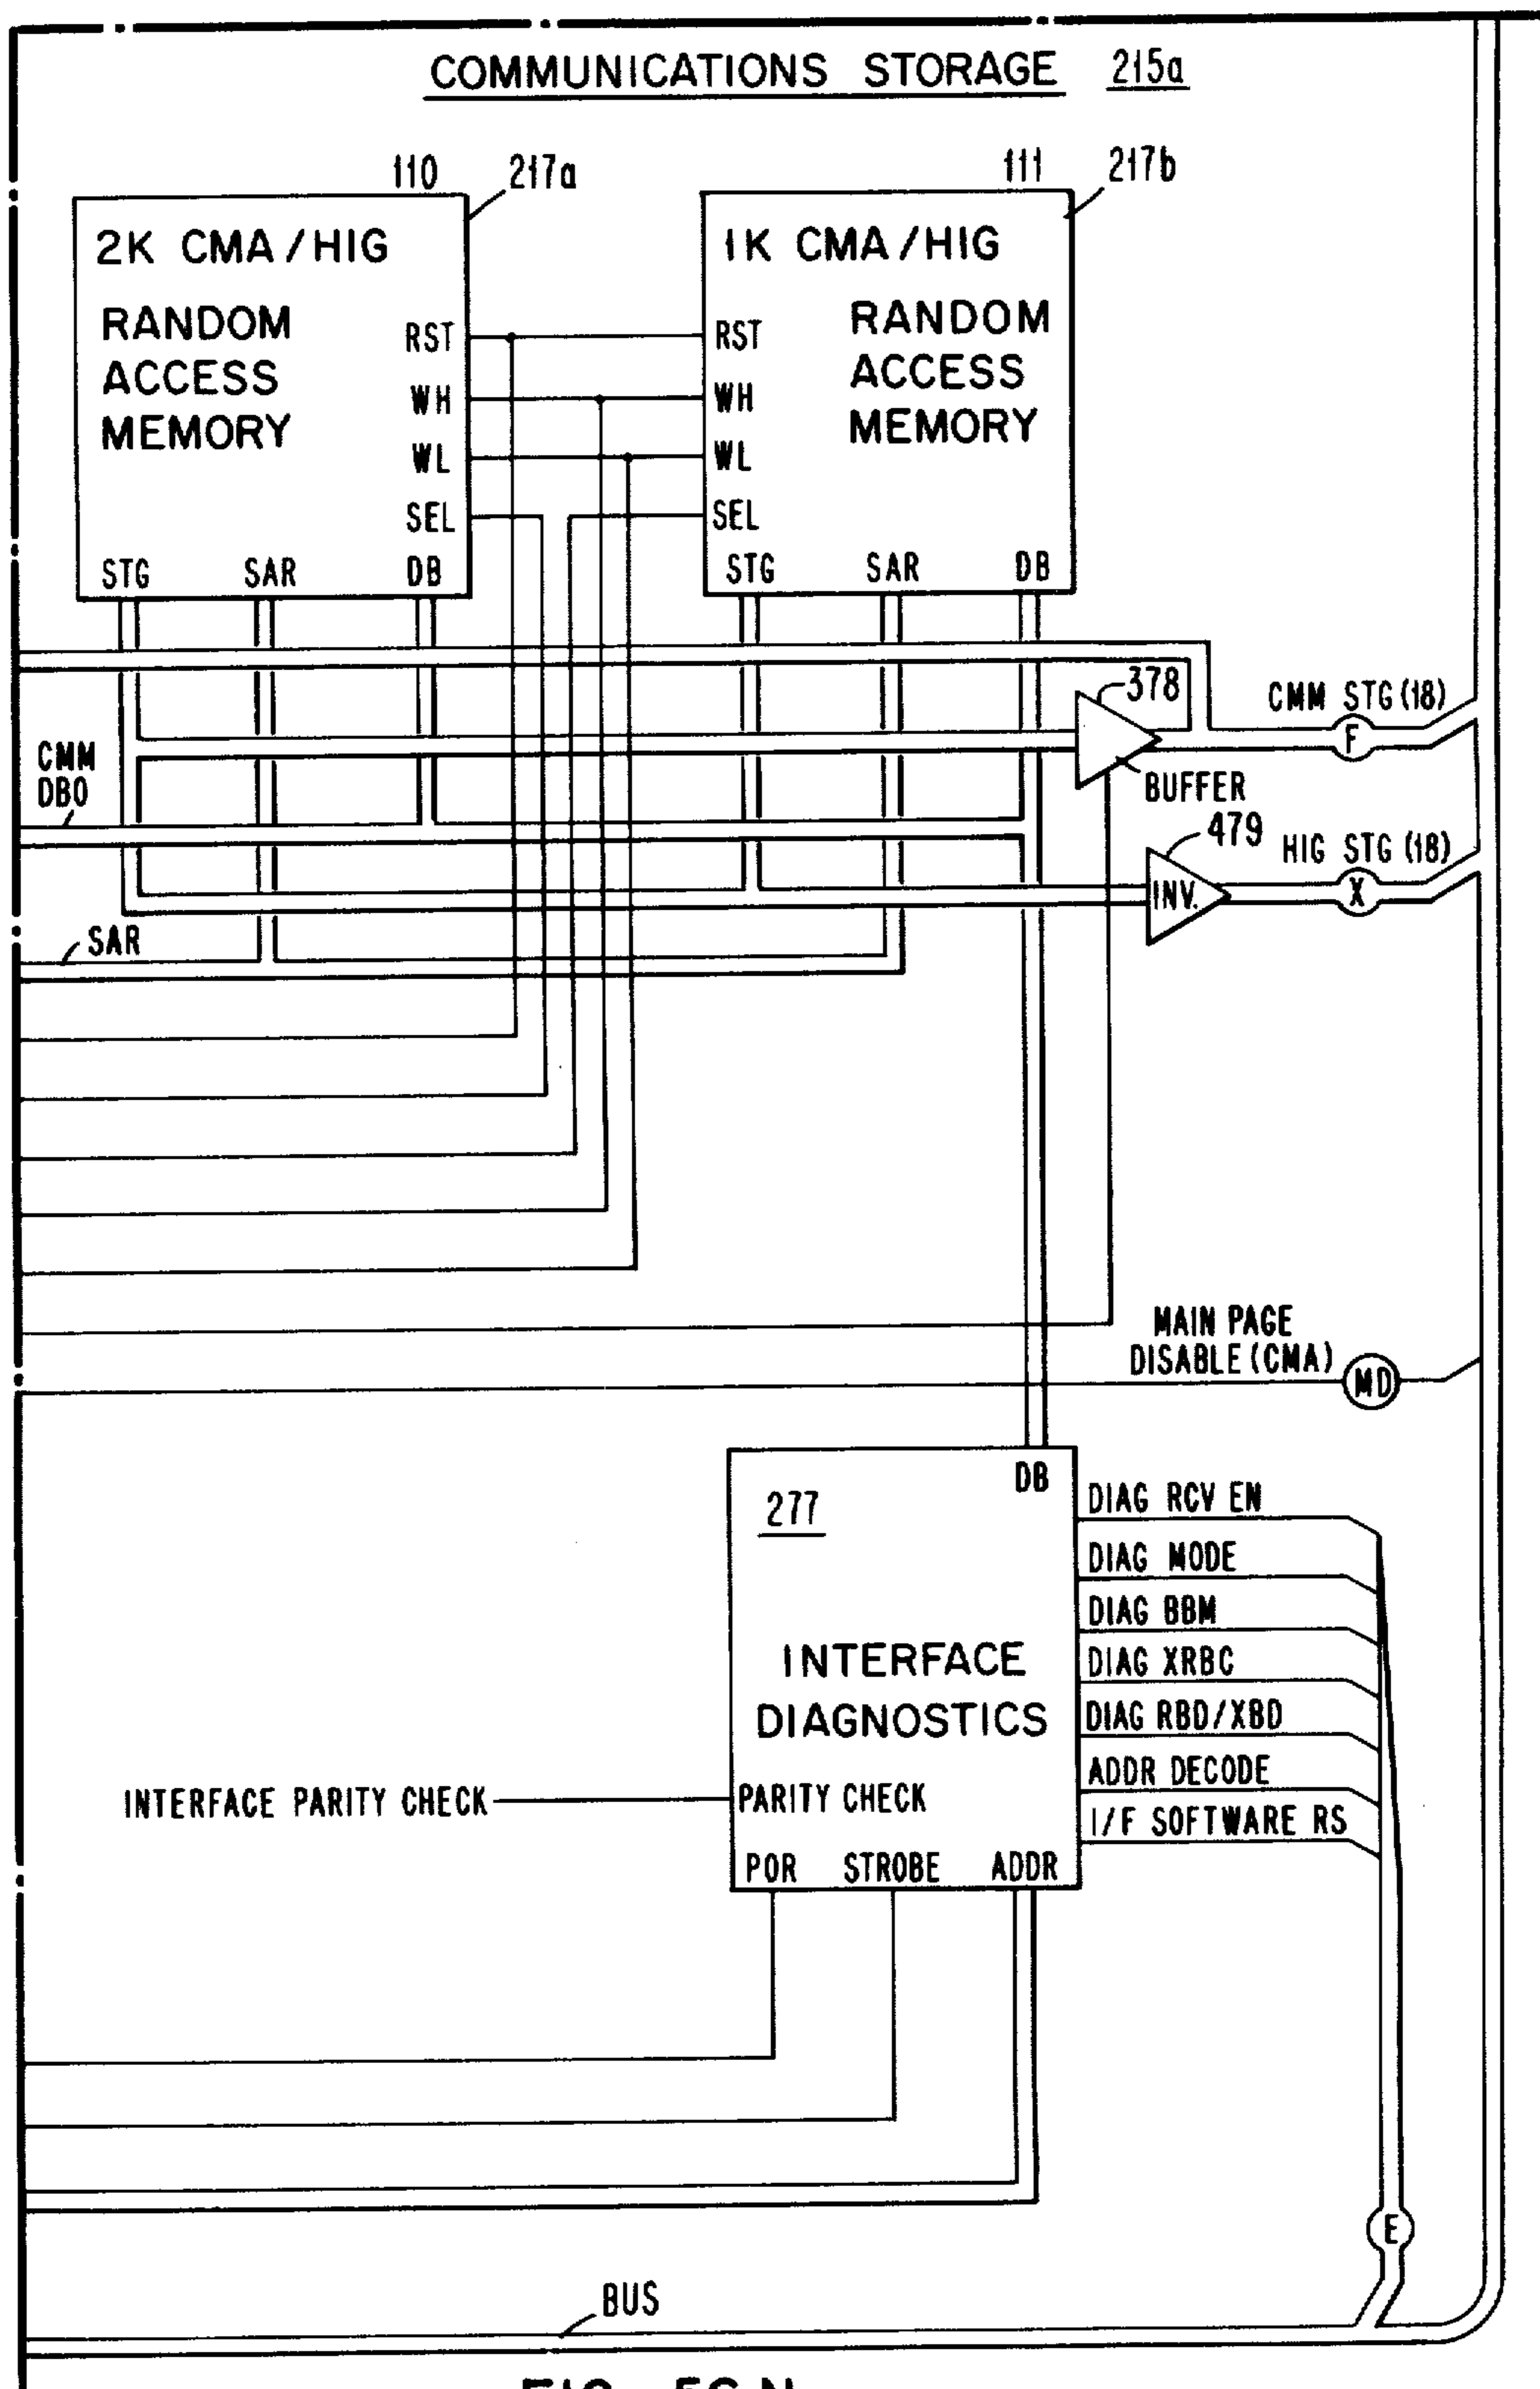 COMMUNICATIONS STORAGE 215a
110 217a
2K CMA/HIG
RANDOM
ACCESS
MEMORY
RST
WH
WL
SEL
STG SAR DB
111 217b
1K CMA/HIG
RANDOM
ACCESS
MEMORY
RST
WH
WL
SEL
STG SAR DB
378
BUFFER
CMM STG (18)
F
CMM
DBO
479
INV.
HIG STG (18)
X
SAR
MAIN PAGE
DISABLE (CMA)
MD
DB
277
INTERFACE
DIAGNOSTICS
INTERFACE PARITY CHECK
PARITY CHECK
POR STROBE ADDR
DIAG RCV EN
DIAG MODE
DIAG BBM
DIAG XRBC
DIAG RBD/XBD
ADDR DECODE
I/F SOFTWARE RS
E
BUS